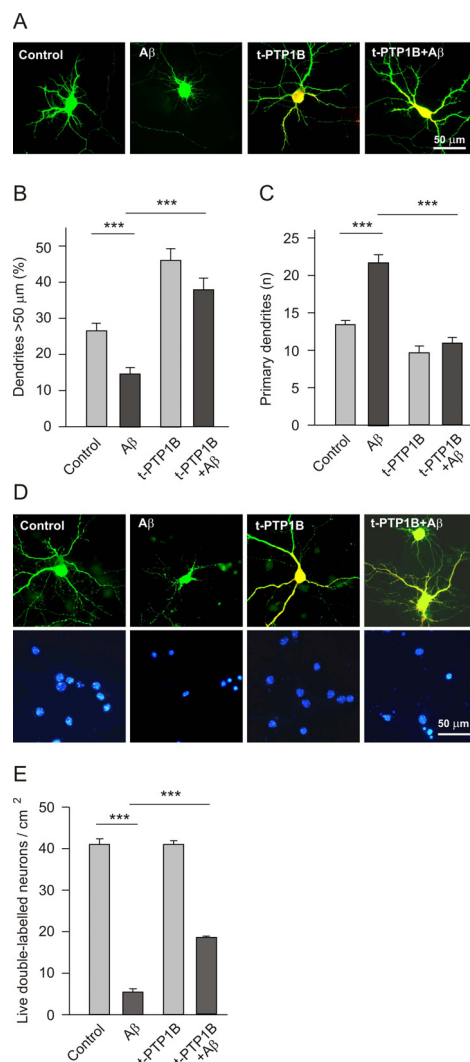 A
Control
Aβ
t-PTP1B
t-PTP1B+Aβ
50 μm
B
***
***
Dendrites >50 μm (%)
50
40
30
20
10
0
Control
Aβ
t-PTP1B
t-PTP1B
+Aβ
C
***
***
Primary dendrites (n)
25
20
15
10
5
0
Control
Aβ
t-PTP1B
t-PTP1B
+Aβ
D
Control
Aβ
t-PTP1B
t-PTP1B+Aβ
50 μm
E
***
***
Live double-labelled neurons / cm 2
50
40
30
20
10
0
Control
Aβ
t-PTP1B
t-PTP1B
+Aβ